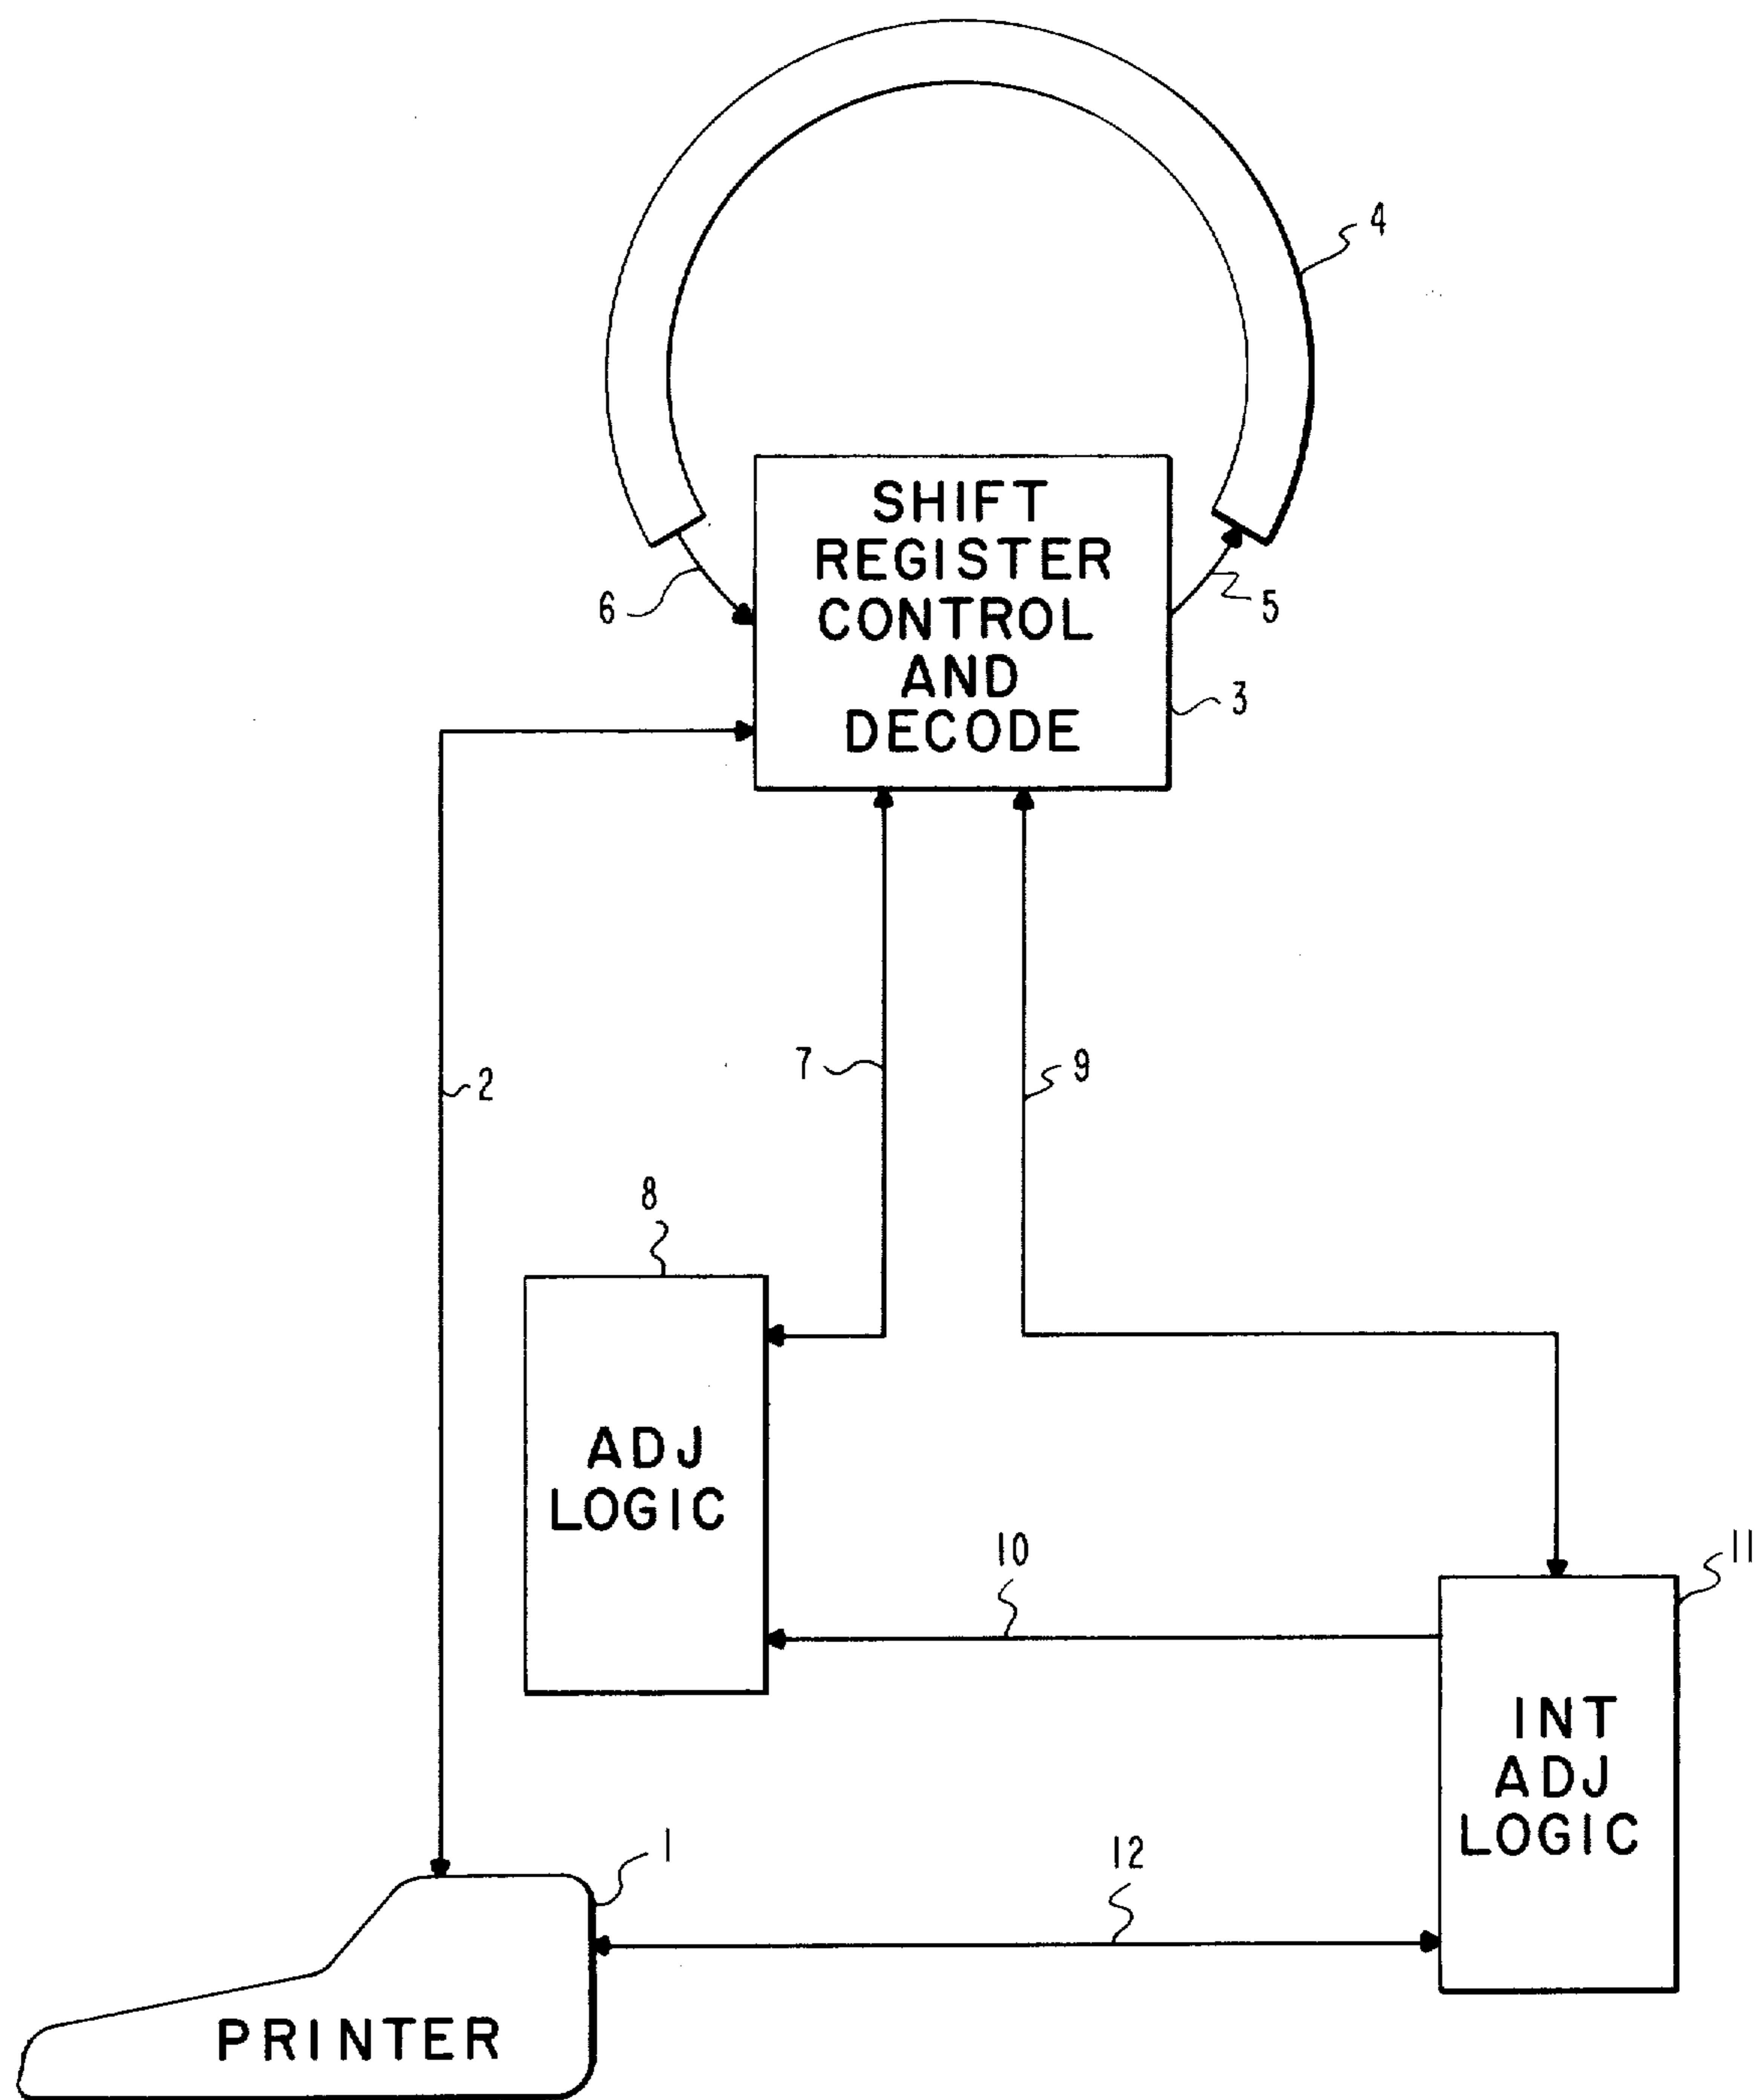 4
SHIFT
REGISTER
CONTROL
AND
DECODE
6
5
3
2
7
9
8
ADJ
LOGIC
10
11
INT
ADJ
LOGIC
12
1
PRINTER